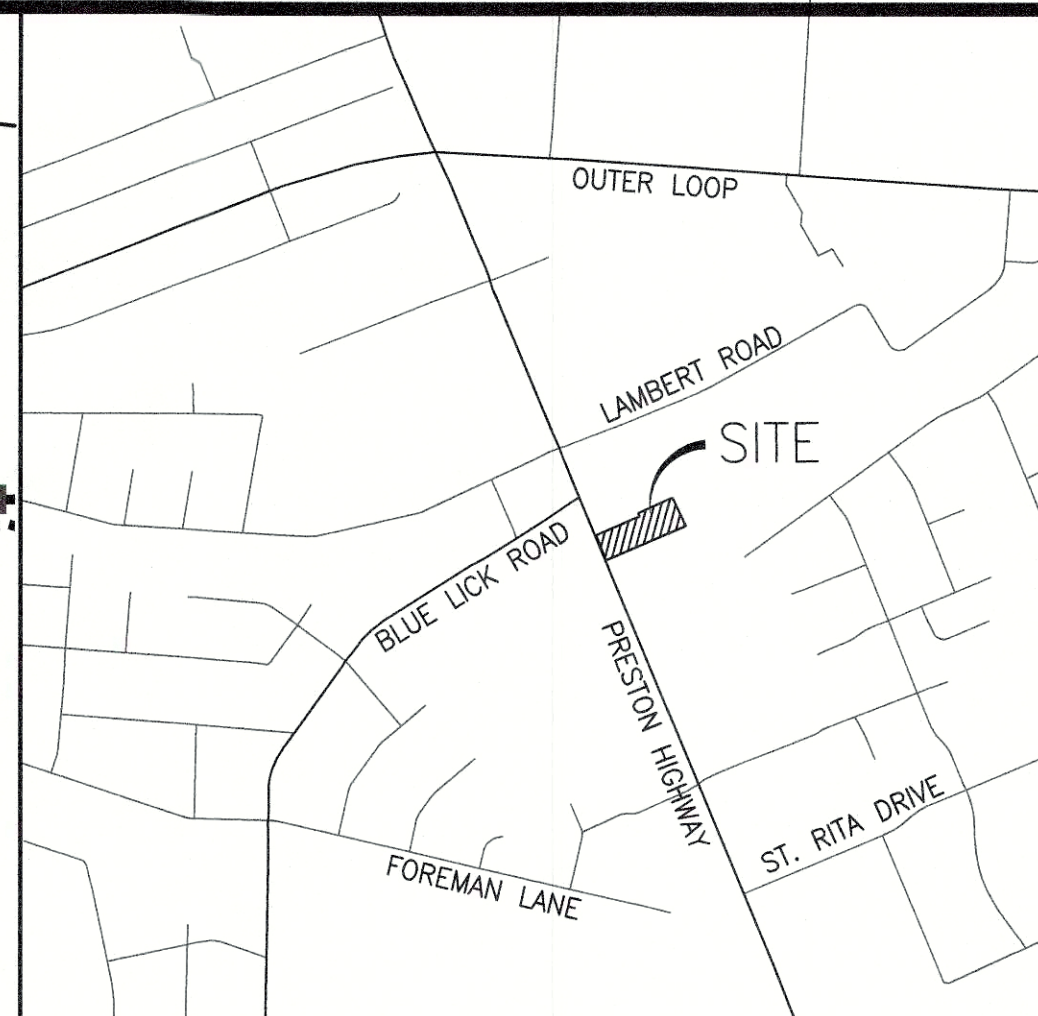 OUTER LOOP
LAMBERT ROAD
SITE
BLUE LICK ROAD
PRESTON HIGHWAY
ST. RITA DRIVE
FOREMAN LANE